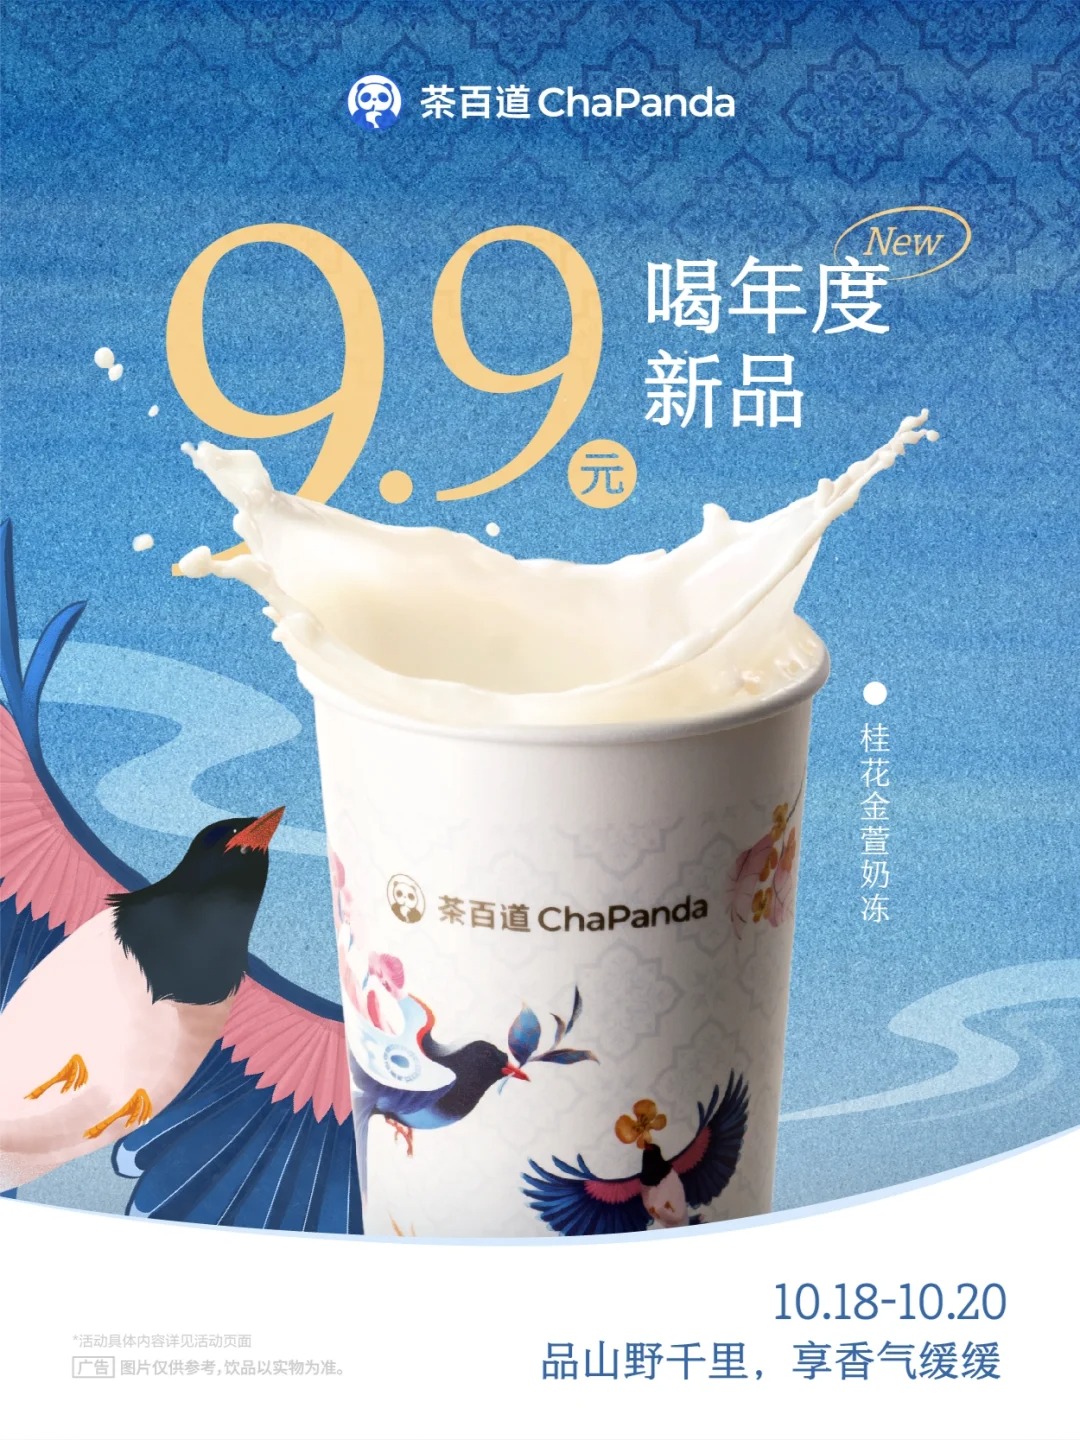 茶百道 ChaPanda
9.9元
New
喝年度
新品
桂花金萱奶冻
茶百道 ChaPanda
10.18-10.20
品山野千里，享香气缓缓
*活动具体内容详见活动页面
广告 图片仅供参考，饮品以实物为准。